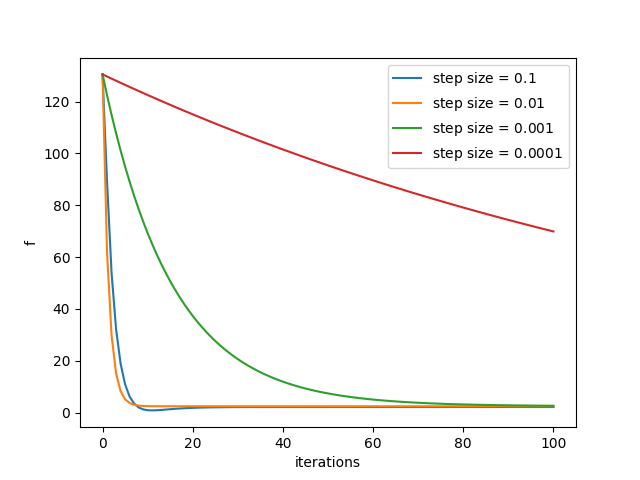 step size = 0.1
step size = 0.01
step size = 0.001
step size = 0.0001
120
100
80
60
40
20
0
f
0 20 40 60 80 100
iterations